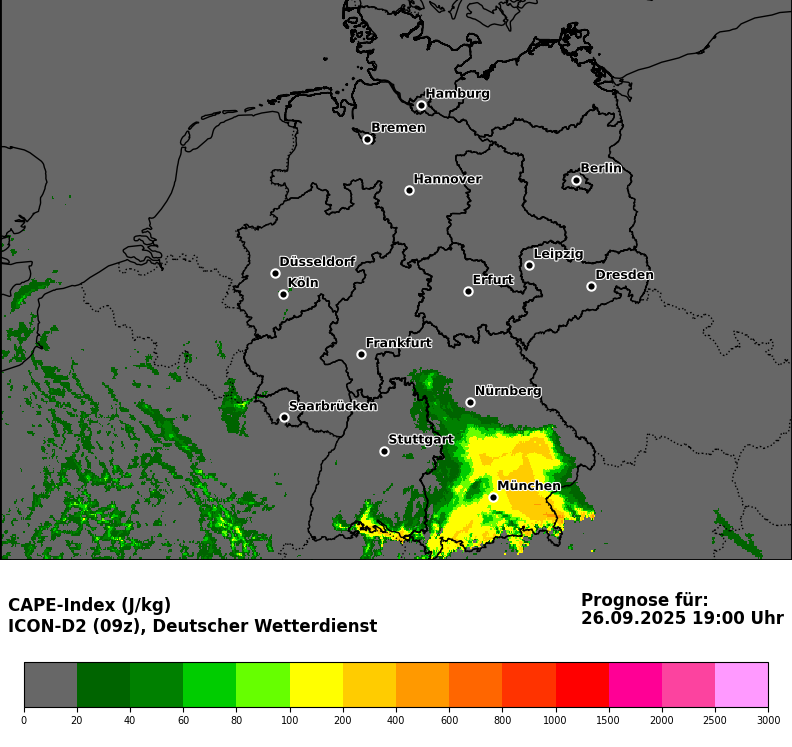 Hamburg
Bremen
Berlin
Hannover
Leipzig
Düsseldorf
Dresden
Köln
Erfurt
Frankfurt
Nürnberg
Saarbrücken
Stuttgart
München
CAPE-Index (J/kg)
ICON-D2 (09z), Deutscher Wetterdienst
Prognose für:
26.09.2025 19:00 Uhr
0 20 40 60 80 100 200 400 600 800 1000 1500 2000 2500 3000